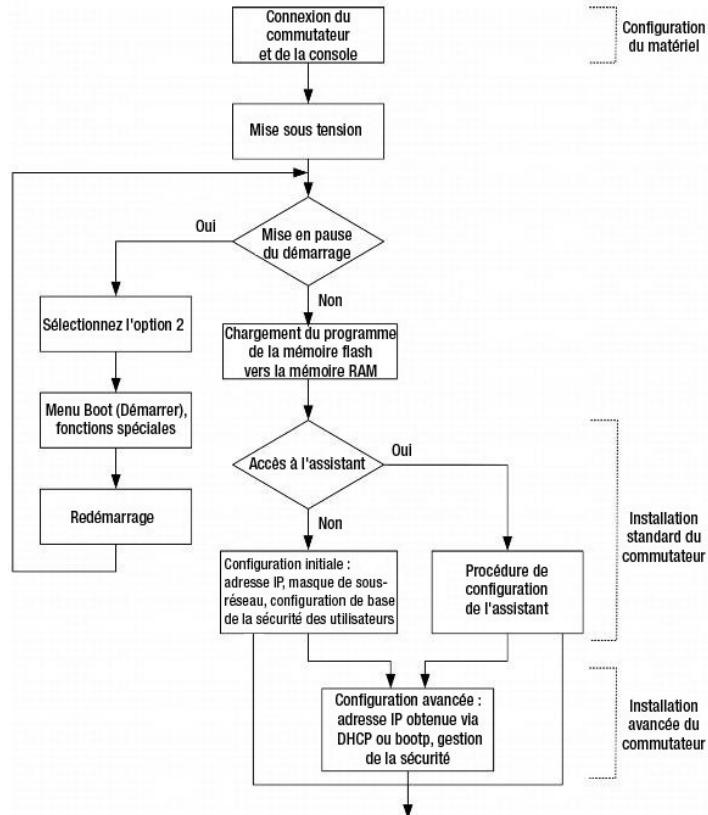 Connexion du
commutateur
et de la console
Configuration
du matériel
Mise sous tension
Oui
Mise en pause
du démarrage
Non
Sélectionnez l'option 2
Chargement du programme
de la mémoire flash
vers la mémoire RAM
Menu Boot (Démarrer),
fonctions spéciales
Accès à l'assistant
Oui
Redémarrage
Non
Installation
standard du
commutateur
Configuration initiale :
adresse IP, masque de sous-
réseau, configuration de base
de la sécurité des utilisateurs
Procédure de
configuration
de l'assistant
Configuration avancée :
adresse IP obtenue via
DHCP ou bootp, gestion
de la sécurité
Installation
avancée du
commutateur